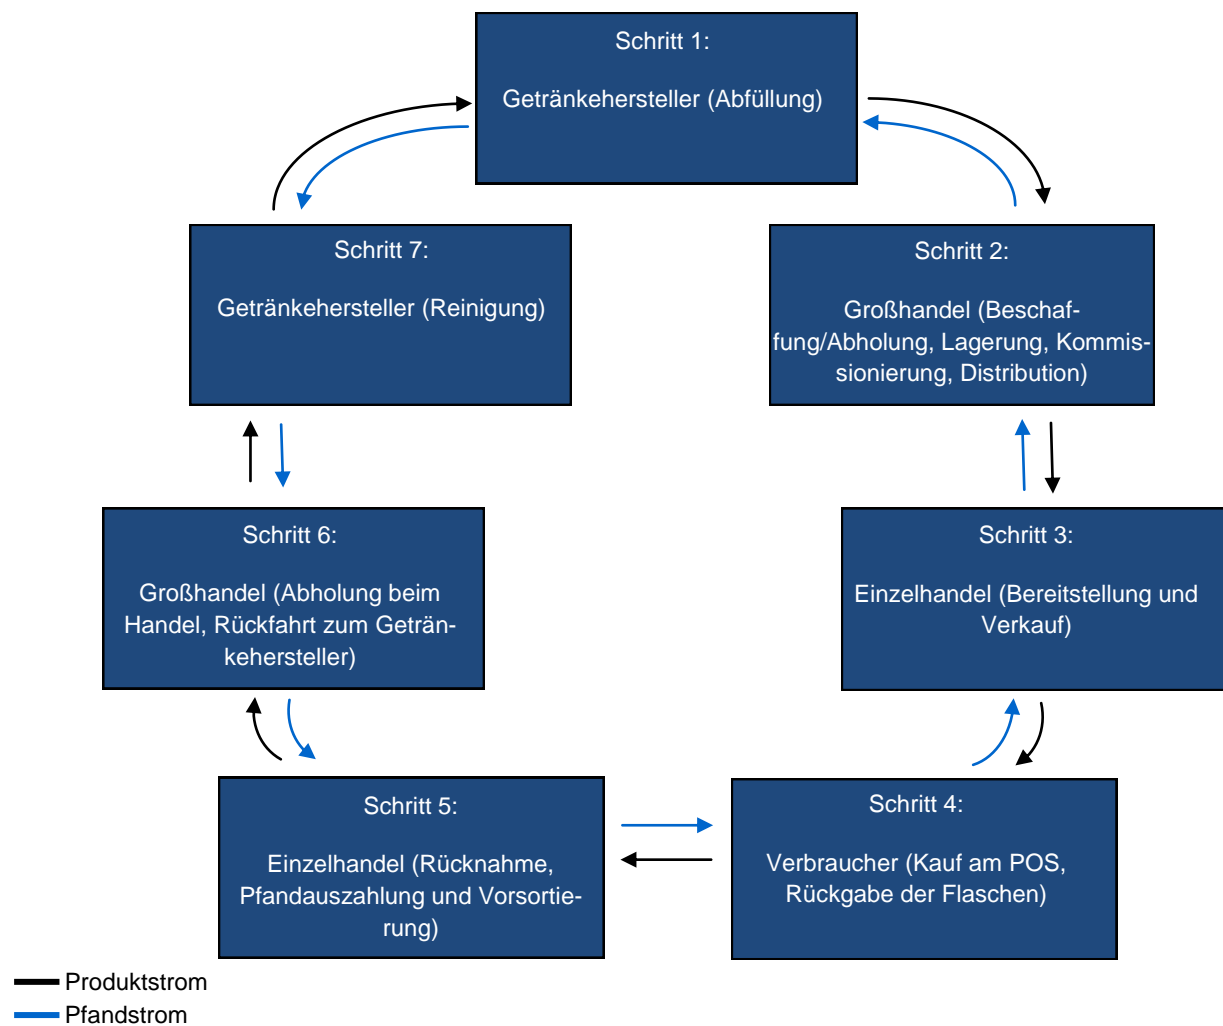 Schritt 1:
Getränkehersteller (Abfüllung)
Schritt 7:
Getränkehersteller (Reinigung)
Schritt 2:
Großhandel (Beschaf-
fung/Abholung, Lagerung, Kommis-
sionierung, Distribution)
Schritt 6:
Großhandel (Abholung beim
Handel, Rückfahrt zum Geträn-
kehersteller)
Schritt 3:
Einzelhandel (Bereitstellung und
Verkauf)
Schritt 5:
Einzelhandel (Rücknahme,
Pfandauszahlung und Vorsortie-
rung)
Schritt 4:
Verbraucher (Kauf am POS,
Rückgabe der Flaschen)
Produktstrom
Pfandstrom